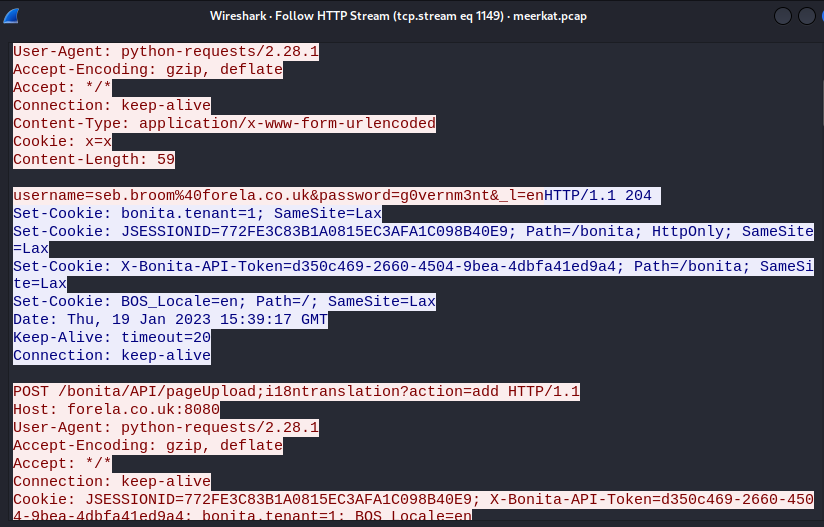 Wireshark · Follow HTTP Stream (tcp.stream eq 1149) · meerkat.pcap
User-Agent: python-requests/2.28.1
Accept-Encoding: gzip, deflate
Accept: */*
Connection: keep-alive
Content-Type: application/x-www-form-urlencoded
Cookie: x=x
Content-Length: 59
username=seb.broom%40forela.co.uk&password=g0vernm3nt&_l=enHTTP/1.1 204
Set-Cookie: bonita.tenant=1; SameSite=Lax
Set-Cookie: JSESSIONID=772FE3C83B1A0815EC3AFA1C098B40E9; Path=/bonita; HttpOnly; SameSite
=Lax
Set-Cookie: X-Bonita-API-Token=d350c469-2660-4504-9bea-4dbfa41ed9a4; Path=/bonita; SameSi
te=Lax
Set-Cookie: BOS_Locale=en; Path=/; SameSite=Lax
Date: Thu, 19 Jan 2023 15:39:17 GMT
Keep-Alive: timeout=20
Connection: keep-alive
POST /bonita/API/pageUpload;i18ntranslation?action=add HTTP/1.1
Host: forela.co.uk:8080
User-Agent: python-requests/2.28.1
Accept-Encoding: gzip, deflate
Accept: */*
Connection: keep-alive
Cookie: JSESSIONID=772FE3C83B1A0815EC3AFA1C098B40E9; X-Bonita-API-Token=d350c469-2660-450
4-9bea-4dbfa41ed9a4; bonita.tenant=1; BOS_Locale=en